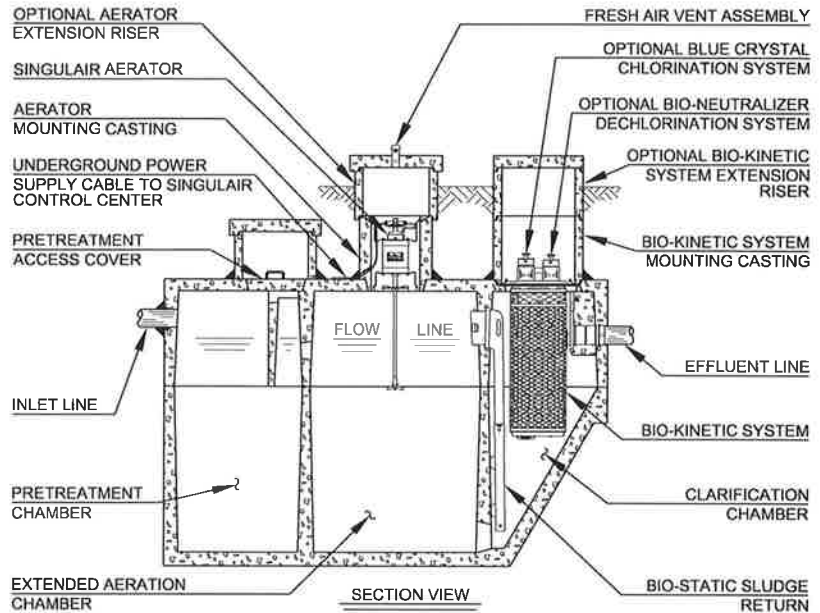 OPTIONAL AERATOR
EXTENSION RISER
SINGULAIR AERATOR
AERATOR
MOUNTING CASTING
UNDERGROUND POWER
SUPPLY CABLE TO SINGULAIR
CONTROL CENTER
PRETREATMENT
ACCESS COVER
INLET LINE
PRETREATMENT
CHAMBER
EXTENDED AERATION
CHAMBER
FLOW LINE
SECTION VIEW
FRESH AIR VENT ASSEMBLY
OPTIONAL BLUE CRYSTAL
CHLORINATION SYSTEM
OPTIONAL BIO-NEUTRALIZER
DECHLORINATION SYSTEM
OPTIONAL BIO-KINETIC
SYSTEM EXTENSION
RISER
BIO-KINETIC SYSTEM
MOUNTING CASTING
EFFLUENT LINE
BIO-KINETIC SYSTEM
CLARIFICATION
CHAMBER
BIO-STATIC SLUDGE
RETURN